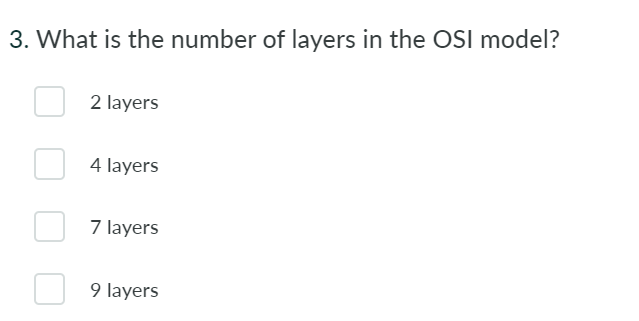 3. What is the number of layers in the OSI model?
2 layers
4 layers
7 layers
9 layers